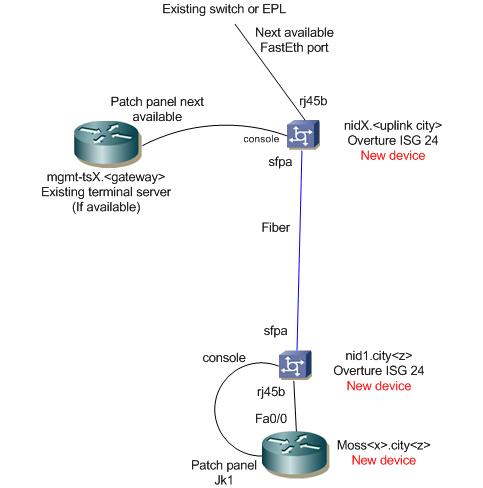 Existing switch or EPL
Next available
FastEth port
rj45b
Patch panel next
available
console
nidX.<uplink city>
Overture ISG 24
New device
sfpa
mgmt-tsX.<gateway>
Existing terminal server
(If available)
Fiber
sfpa
console
nid1.city<z>
Overture ISG 24
New device
rj45b
Fa0/0
Moss<x>.city<z>
New device
Patch panel
Jk1